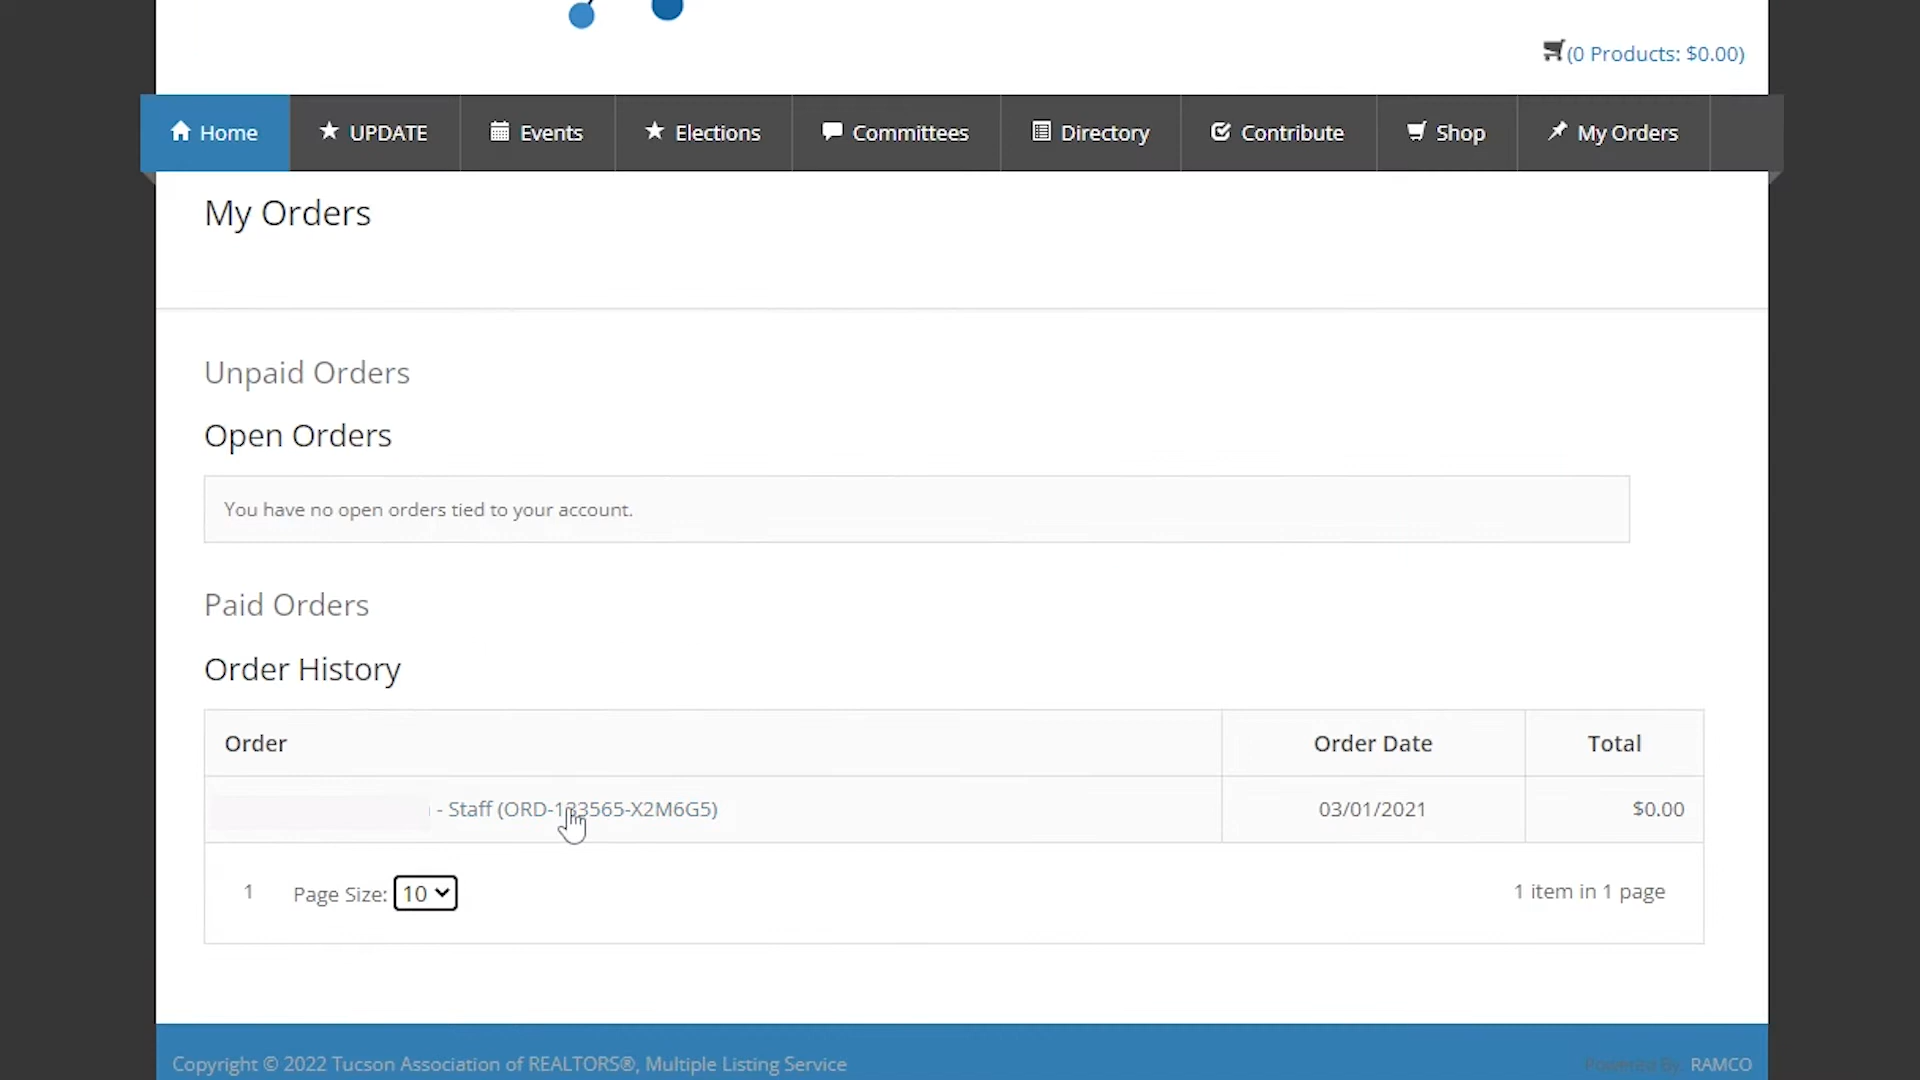 (0 Products: $0.00)
Home UPDATE Events Elections Committees Directory Contribute Shop My Orders
My Orders
Unpaid Orders
Open Orders
You have no open orders tied to your account.
Paid Orders
Order History
Order Order Date Total
- Staff (ORD-133565-X2M6G5) 03/01/2021 $0.00
1 Page Size: 10 1 item in 1 page
Copyright © 2022 Tucson Association of REALTORS®, Multiple Listing Service Powered By: RAMCO